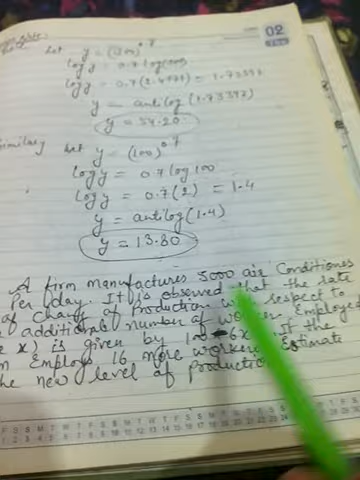 02
Let y = (300)^0.7
log y = 0.7 log(300)
log y = 0.7(2.4771) = 1.73397
y = antilog(1.73397)
y = 54.20
Similary Let y = (100)^0.7
log y = 0.7 log 100
log y = 0.7(2) = 1.4
y = antilog(1.4)
y = 13.80
A firm manufactures 5000 air Conditiones
Per day. It is observed that the rate
of Change of Production with respect to
additional number of worker Employed
x) is given by 100 - 6x If the
Employs 16 more workers Estimate
the new level of Production